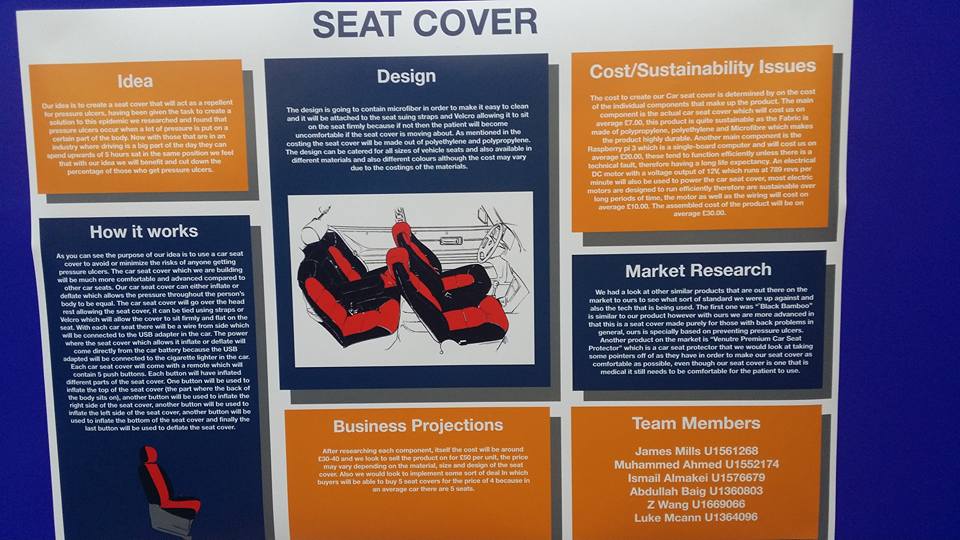 SEAT COVER
Idea
Our idea is to create a seat cover that will act as a repellent
for pressure ulcers, having been given the task to create a
solution to this epidemic we researched and found that
pressure ulcers occur when a lot of pressure is put on a
certain part of the body. Now with those that are in an
industry where driving is a big part of the day they can
spend upwards of 5 hours sat in the same position we feel
that with our idea we will benefit and cut down the
percentage of those who get pressure ulcers.
How it works
As you can see the purpose of our idea is to use a car seat
cover to avoid or minimize the risks of anyone getting
pressure ulcers. The car seat cover which we are building
will be much more comfortable and advanced compared to
other car seats. Our car seat cover can either inflate or
deflate which allows the pressure throughout the person's
body to be equal. The car seat cover will go over the head
rest allowing the seat cover, it can be tied using straps or
Velcro which will allow the cover to sit firmly and flat on the
seat. With each car seat there will be a wire from side which
will be connected to the USB adapter in the car. The power
where the seat cover which allows it inflate or deflate will
come directly from the car battery because the USB
adapted will be connected to the cigarette lighter in the car.
Each car seat cover will come with a remote which will
contain 5 push buttons. Each button will have inflated
different parts of the seat cover. One button will be used to
inflate the top of the seat cover (the part where the back of
the body sits on), another button will be used to inflate the
right side of the seat cover, another button will be used to
inflate the left side of the seat cover, another button will be
used to inflate the bottom of the seat cover and finally the
last button will be used to deflate the seat cover.
Design
The design is going to contain microfiber in order to make it easy to clean
and it will be attached to the seat suing straps and Velcro allowing it to sit
on the seat firmly because if not then the patient will become
uncomfortable if the seat cover is moving about. As mentioned in the
costing the seat cover will be made out of polyethylene and polypropylene.
The design can be catered for all sizes of vehicle seats and also available in
different materials and also different colours although the cost may vary
due to the costings of the materials.
Business Projections
After researching each component, itself the cost will be around
£30-40 and we look to sell the product on for £50 per unit, the price
may vary depending on the material, size and design of the seat
cover. Also we would look to implement some sort of deal in which
buyers will be able to buy 5 seat covers for the price of 4 because in
an average car there are 5 seats.
Cost/Sustainability Issues
The cost to create our Car seat cover is determined by on the cost
of the individual components that make up the product. The main
component is the actual car seat cover which will cost us on
average £7.00, this product is quite sustainable as the Fabric is
made of polypropylene, polyethylene and Microfibre which makes
the product highly durable. Another main component is the
Raspberry pi 3 which is a single-board computer and will cost us on
average £20.00, these tend to function efficiently unless there is a
technical fault, therefore having a long life expectancy. An electrical
DC motor with a voltage output of 12V, which runs at 789 revs per
minute will also be used to power the car seat cover, most electric
motors are designed to run efficiently therefore are sustainable over
long periods of time, the motor as well as the wiring will cost on
average £10.00. The assembled cost of the product will be on
average £30.00.
Market Research
We had a look at other similar products that are out there on the
market to ours to see what sort of standard we were up against and
also the tech that is being used. The first one was "Black Bamboo"
is similar to our product however with ours we are more advanced in
that this is a seat cover made purely for those with back problems in
general, ours is specially based on preventing pressure ulcers.
Another product on the market is "Venutre Premium Car Seat
Protector" which is a car seat protector that we would look at taking
some pointers off of as they have in order to make our seat cover as
comfortable as possible, even though our seat cover is one that is
medical it still needs to be comfortable for the patient to use.
Team Members
James Mills U1561268
Muhammed Ahmed U1552174
Ismail Almakei U1576679
Abdullah Baig U1360803
Z Wang U1669066
Luke Mcann U1364096